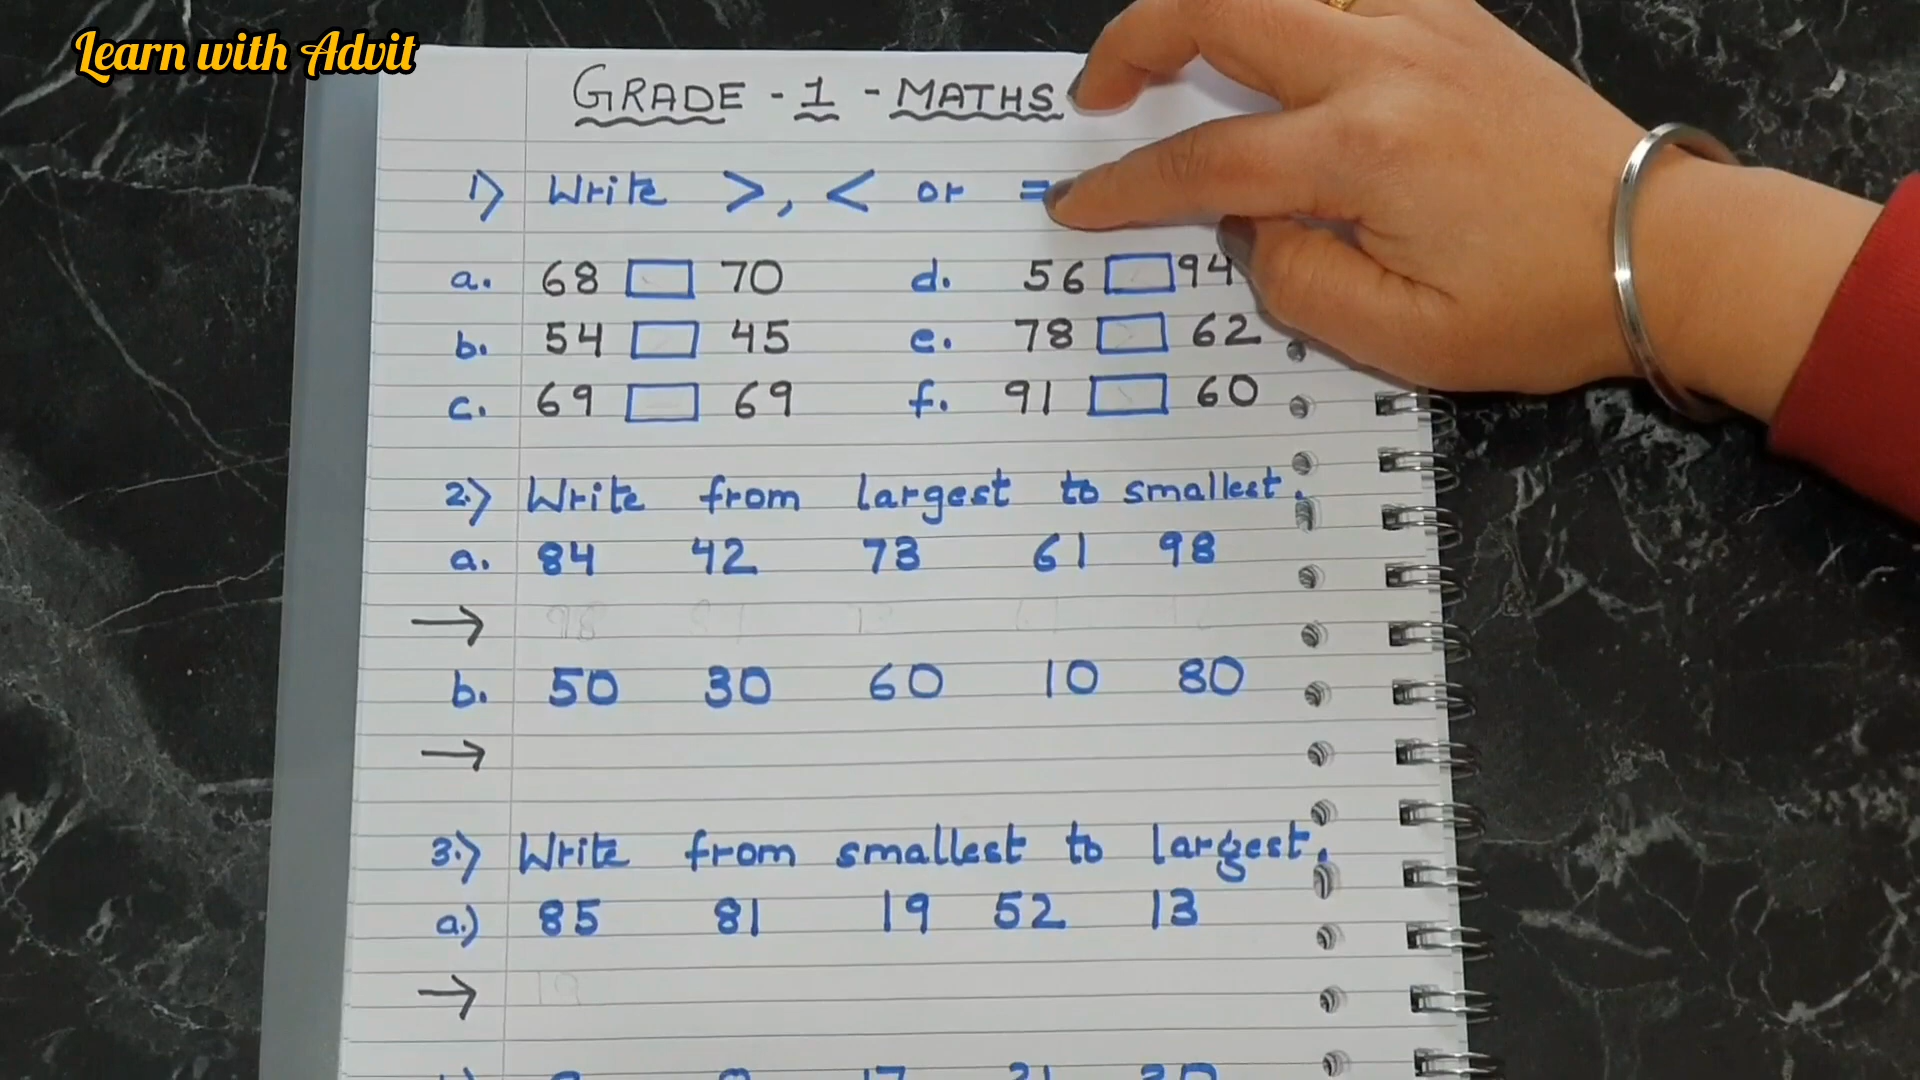 Learn with Advit
GRADE - 1 - MATHS
1) Write >, < or =
a. 68 70 d. 56 94
b. 54 45 e. 78 62
c. 69 69 f. 91 60
2.) Write from largest to smallest.
a. 84 42 73 61 98
→
b. 50 30 60 10 80
→
3.) Write from smallest to largest.
a.) 85 81 19 52 13
→